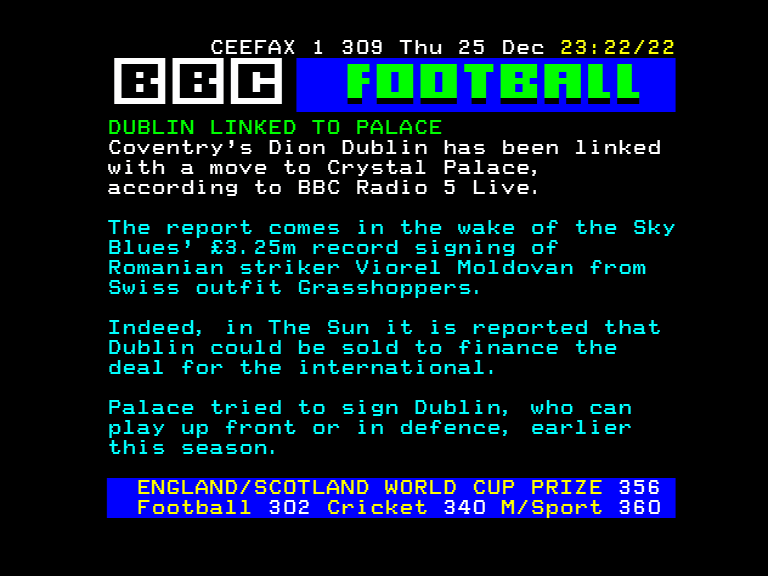 CEEFAX 1 309 Thu 25 Dec 23:22/22
BBC FOOTBALL
DUBLIN LINKED TO PALACE
Coventry's Dion Dublin has been linked
with a move to Crystal Palace,
according to BBC Radio 5 Live.
The report comes in the wake of the Sky
Blues' £3.25m record signing of
Romanian striker Viorel Moldovan from
Swiss outfit Grasshoppers.
Indeed, in The Sun it is reported that
Dublin could be sold to finance the
deal for the international.
Palace tried to sign Dublin, who can
play up front or in defence, earlier
this season.
ENGLAND/SCOTLAND WORLD CUP PRIZE 356
Football 302 Cricket 340 M/Sport 360